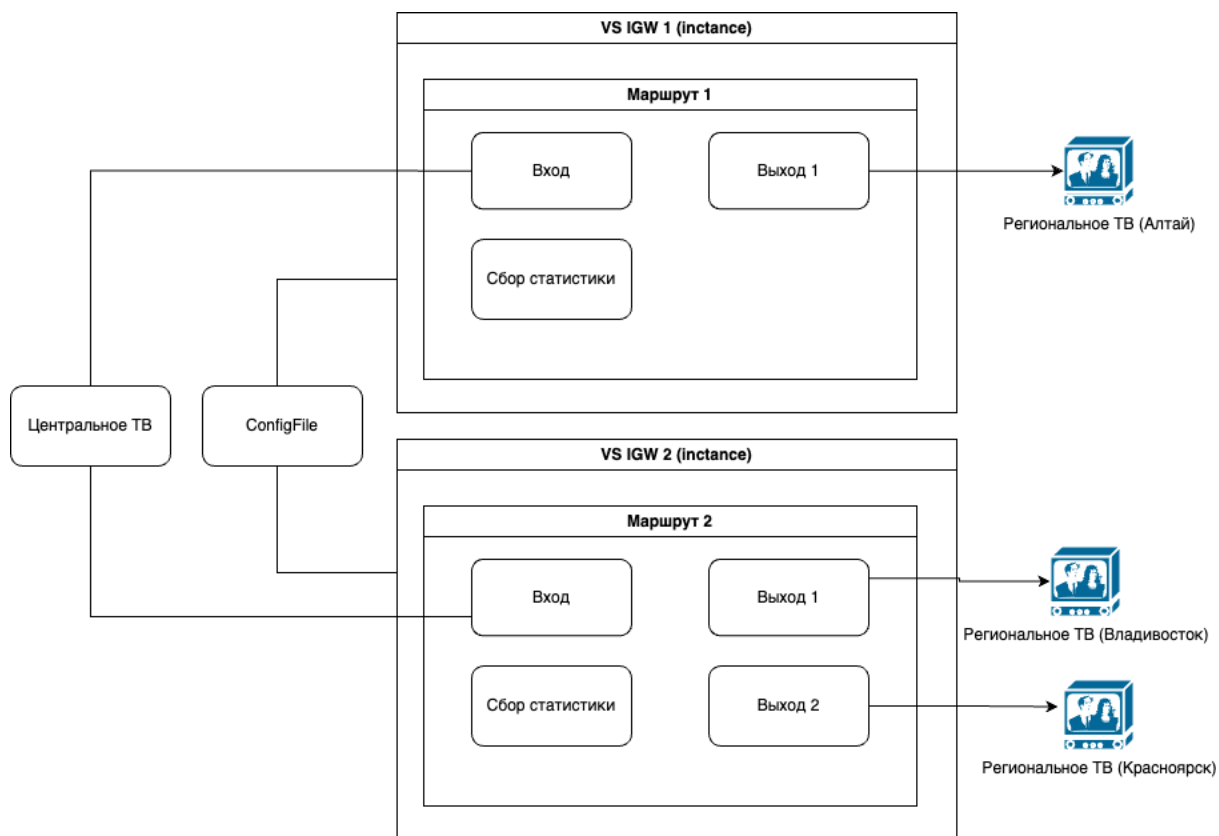 VS IGW 1 (inctance)
Маршрут 1
Вход
Выход 1
Региональное ТВ (Алтай)
Сбор статистики
Центральное ТВ
ConfigFile
VS IGW 2 (inctance)
Маршрут 2
Вход
Выход 1
Региональное ТВ (Владивосток)
Сбор статистики
Выход 2
Региональное ТВ (Красноярск)